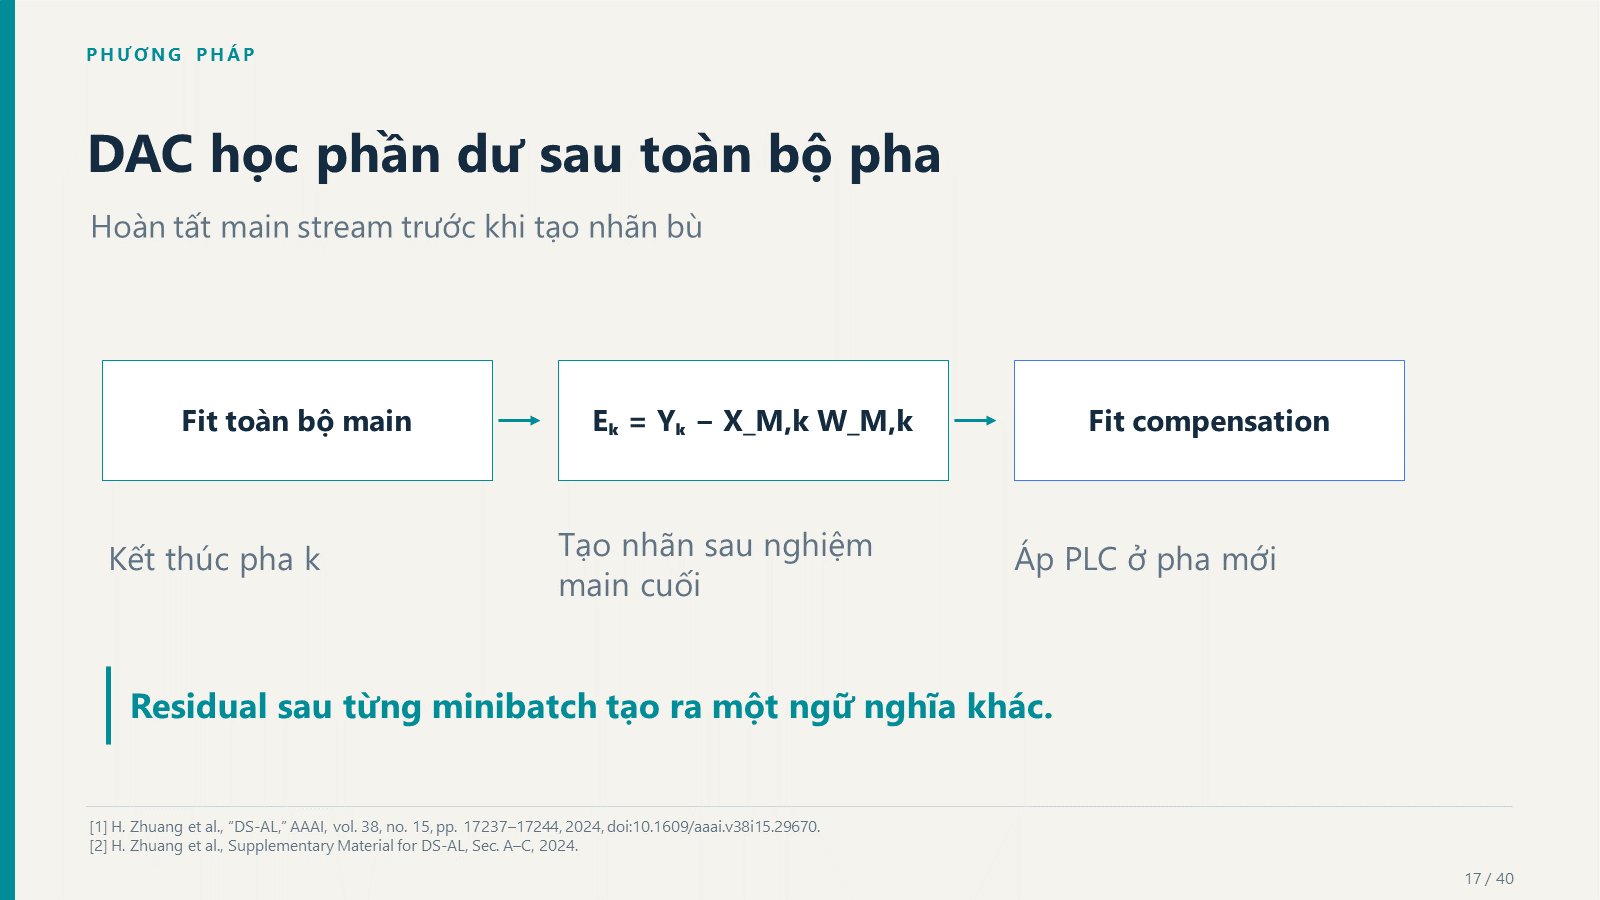 PHƯƠNG PHÁP
DAC học phần dư sau toàn bộ pha
Hoàn tất main stream trước khi tạo nhãn bù
Fit toàn bộ main
Eₖ = Yₖ − X_M,k W_M,k
Fit compensation
Kết thúc pha k
Tạo nhãn sau nghiệm
main cuối
Áp PLC ở pha mới
Residual sau từng minibatch tạo ra một ngữ nghĩa khác.
[1] H. Zhuang et al., “DS-AL,” AAAI, vol. 38, no. 15, pp. 17237–17244, 2024, doi:10.1609/aaai.v38i15.29670.
[2] H. Zhuang et al., Supplementary Material for DS-AL, Sec. A–C, 2024.
17 / 40